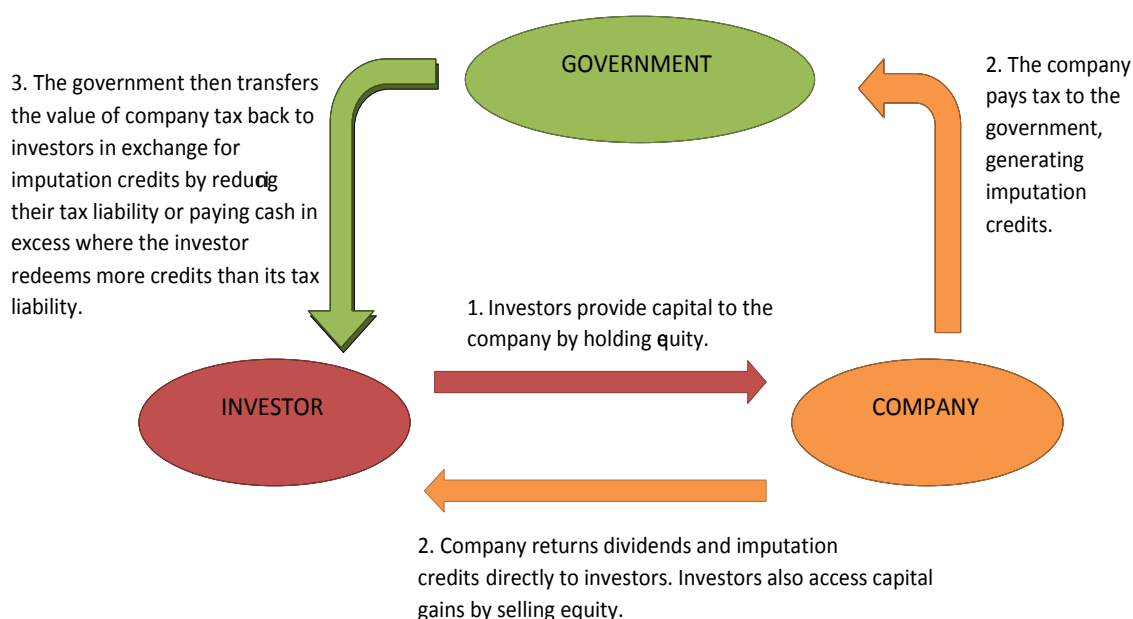 GOVERNMENT
3. The government then transfers
the value of company tax back to
investors in exchange for
imputation credits by reducing
their tax liability or paying cash in
excess where the investor
redeems more credits than its tax
liability.
2. The company
pays tax to the
government,
generating
imputation
credits.
1. Investors provide capital to the
company by holding equity.
INVESTOR
COMPANY
2. Company returns dividends and imputation
credits directly to investors. Investors also access capital
gains by selling equity.